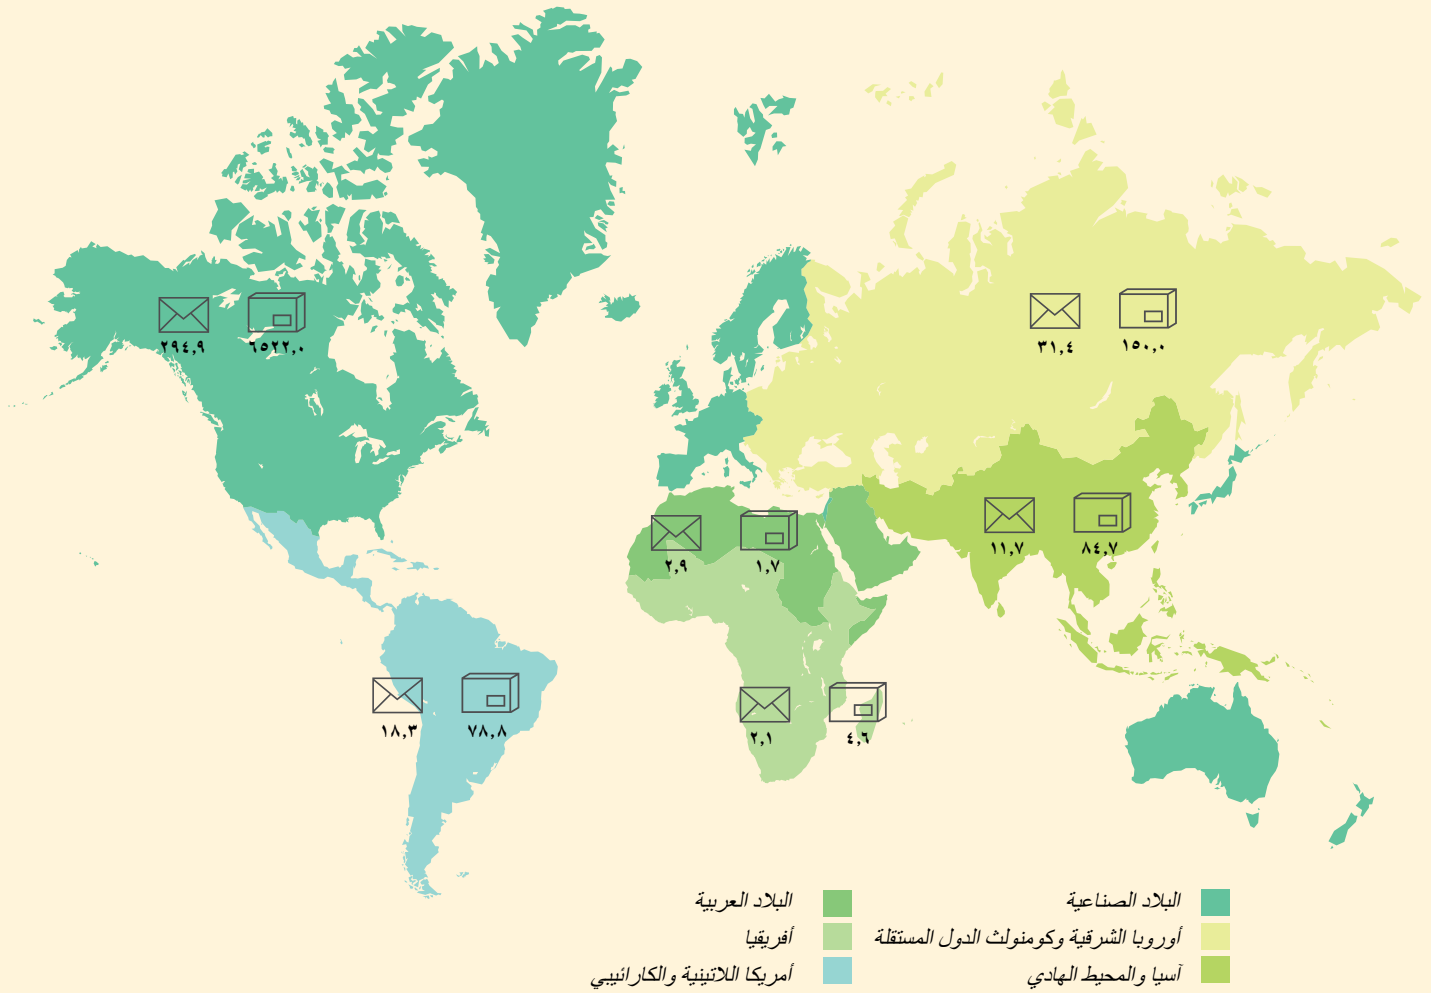 ٢٩٤,٩
٦٥٢٢,٠
٣١,٤
١٥٠,٠
٢,٩
١,٧
١١,٧
٨٤,٧
١٨,٣
٧٨,٨
٢,١
٤,٦
البلاد الصناعية
أوروبا الشرقية وكومنولث الدول المستقلة
آسيا والمحيط الهادي
البلاد العربية
أفريقيا
أمريكا اللاتينية والكارائيبي